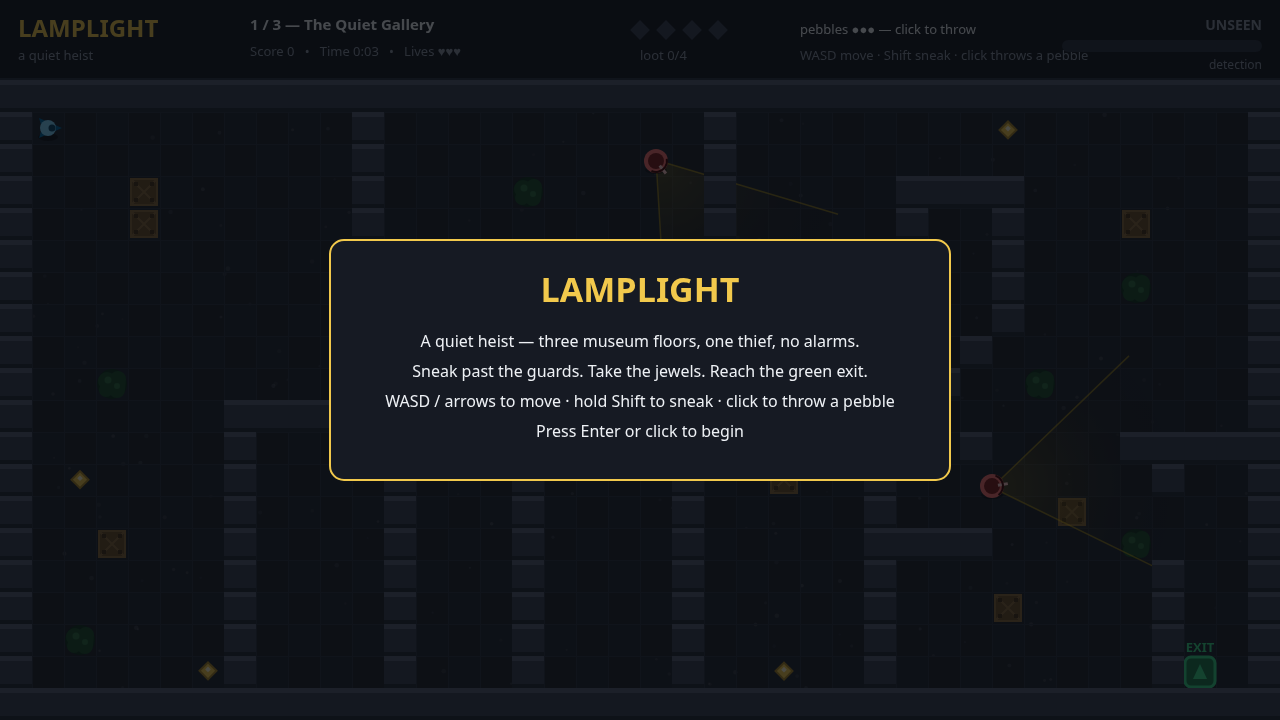 LAMPLIGHT
a quiet heist
1 / 3 — The Quiet Gallery
Score 0 • Time 0:03 • Lives ♥♥♥
loot 0/4
pebbles ●●● — click to throw
WASD move · Shift sneak · click throws a pebble
UNSEEN
detection
LAMPLIGHT
A quiet heist — three museum floors, one thief, no alarms.
Sneak past the guards. Take the jewels. Reach the green exit.
WASD / arrows to move · hold Shift to sneak · click to throw a pebble
Press Enter or click to begin
EXIT